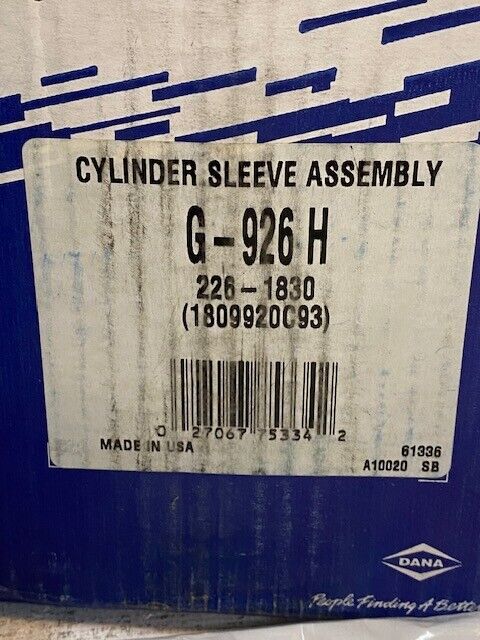 CYLINDER SLEEVE ASSEMBLY
G-926 H
226-1830
(1809920C93)
0 27067 75334 2
MADE IN USA
61336
A10020 SB
DANA
People Finding A Bette